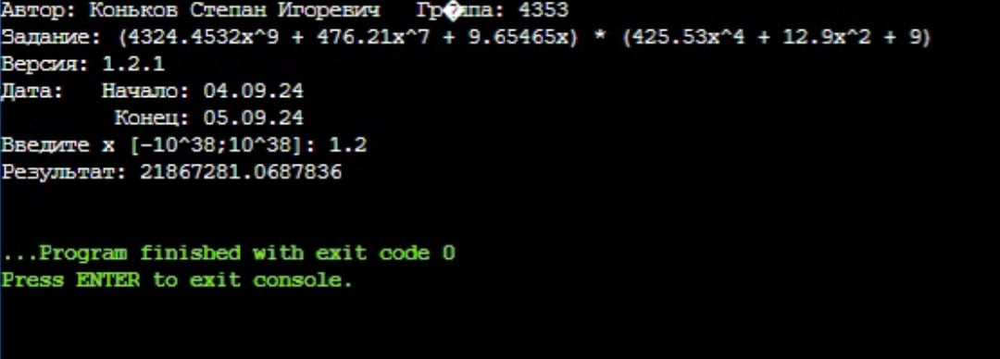 Автор: Коньков Степан Игоревич Гр�ппа: 4353
Задание: (4324.4532x^9 + 476.21x^7 + 9.65465x) * (425.53x^4 + 12.9x^2 + 9)
Версия: 1.2.1
Дата: Начало: 04.09.24
Конец: 05.09.24
Введите x [-10^38;10^38]: 1.2
Результат: 21867281.0687836
...Program finished with exit code 0
Press ENTER to exit console.